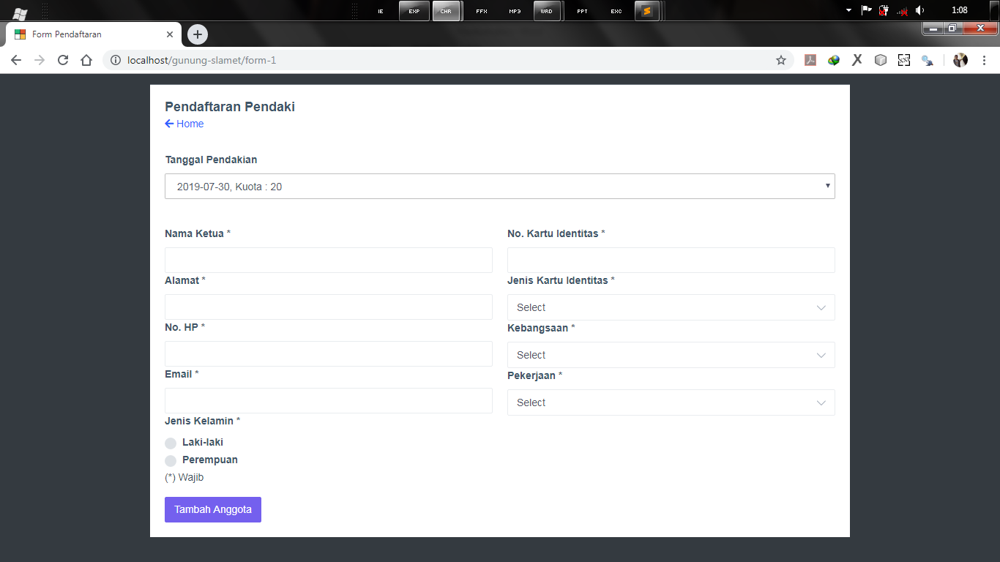 IE EXP CHR FFX MP3 WRD PPT EXC 1:08
Form Pendaftaran
localhost/gunung-slamet/form-1
Pendaftaran Pendaki
Home
Tanggal Pendakian
2019-07-30, Kuota : 20
Nama Ketua *
No. Kartu Identitas *
Alamat *
Jenis Kartu Identitas *
Select
No. HP *
Kebangsaan *
Select
Email *
Pekerjaan *
Select
Jenis Kelamin *
Laki-laki
Perempuan
(*) Wajib
Tambah Anggota